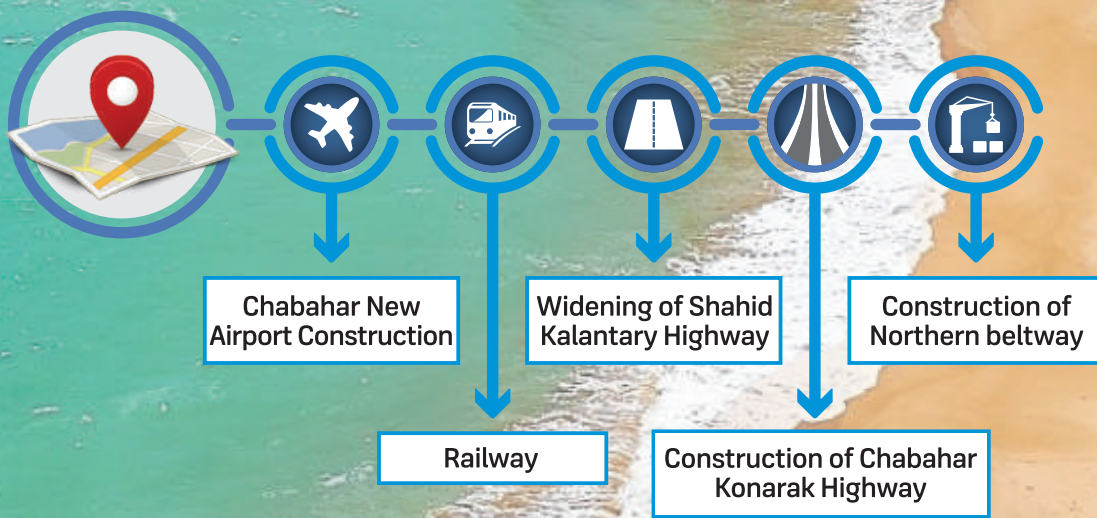 Chabahar New
Airport Construction
Railway
Widening of Shahid
Kalantary Highway
Construction of Chabahar
Konarak Highway
Construction of
Northern beltway